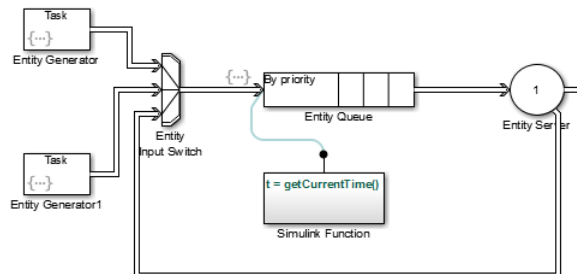 Task
{...}
Entity Generator
{...}
By priority
Entity Queue
1
Entity Server
Entity
Input Switch
Task
{...}
Entity Generator1
t = getCurrentTime()
Simulink Function